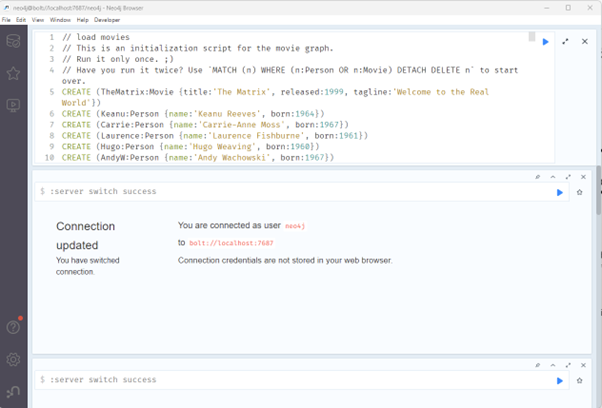 neo4j@bolt://localhost:7687/neo4j - Neo4j Browser
File Edit View Window Help Developer
1 // load movies
2 // This is an initialization script for the movie graph.
3 // Run it only once. ;)
4 // Have you run it twice? Use `MATCH (n) WHERE (n:Person OR n:Movie) DETACH DELETE n` to start
over.
5 CREATE (TheMatrix:Movie {title:'The Matrix', released:1999, tagline:'Welcome to the Real
World'})
6 CREATE (Keanu:Person {name:'Keanu Reeves', born:1964})
7 CREATE (Carrie:Person {name:'Carrie-Anne Moss', born:1967})
8 CREATE (Laurence:Person {name:'Laurence Fishburne', born:1961})
9 CREATE (Hugo:Person {name:'Hugo Weaving', born:1960})
10 CREATE (AndyW:Person {name:'Andy Wachowski', born:1967})
$ :server switch success
Connection
updated
You have switched
connection.
You are connected as user neo4j
to bolt://localhost:7687
Connection credentials are not stored in your web browser.
$ :server switch success